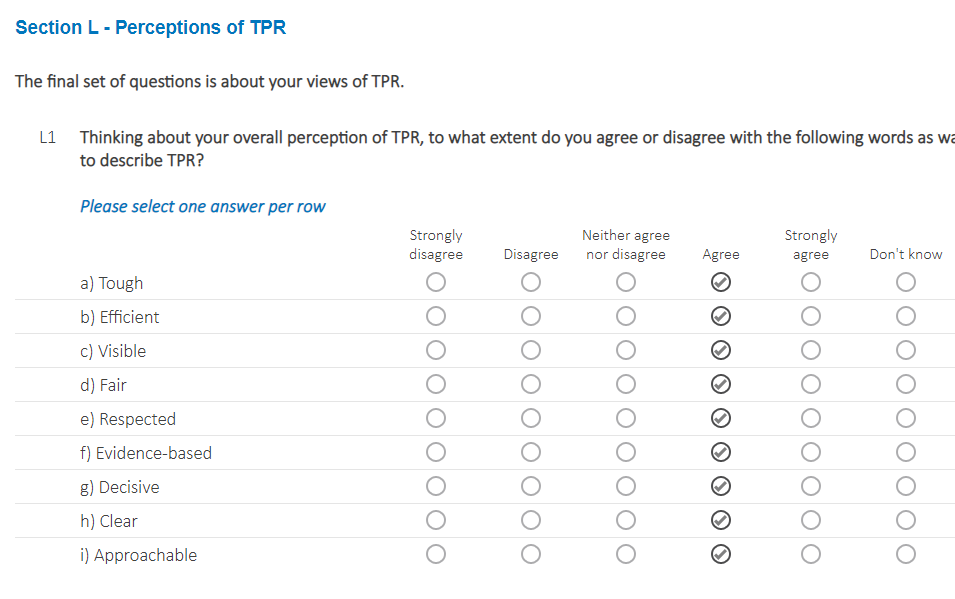 Section L - Perceptions of TPR
The final set of questions is about your views of TPR.
L1 Thinking about your overall perception of TPR, to what extent do you agree or disagree with the following words as
to describe TPR?
Please select one answer per row
Strongly disagree Disagree Neither agree nor disagree Agree Strongly agree Don't know
a) Tough
b) Efficient
c) Visible
d) Fair
e) Respected
f) Evidence-based
g) Decisive
h) Clear
i) Approachable